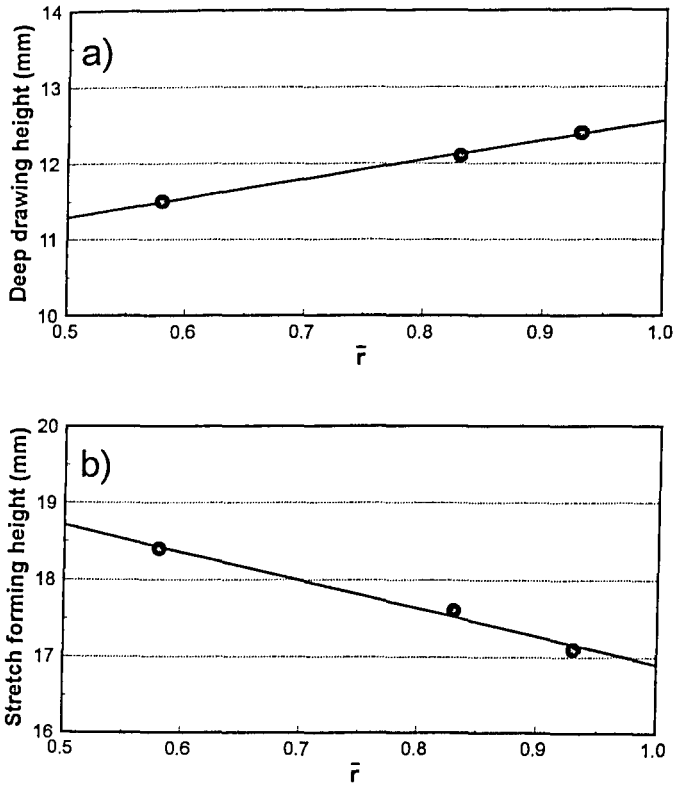 a)
Deep drawing height (mm)
14
13
12
11
10
0.5 0.6 0.7 0.8 0.9 1.0
r̄
b)
Stretch forming height (mm)
20
19
18
17
16
0.5 0.6 0.7 0.8 0.9 1.0
r̄